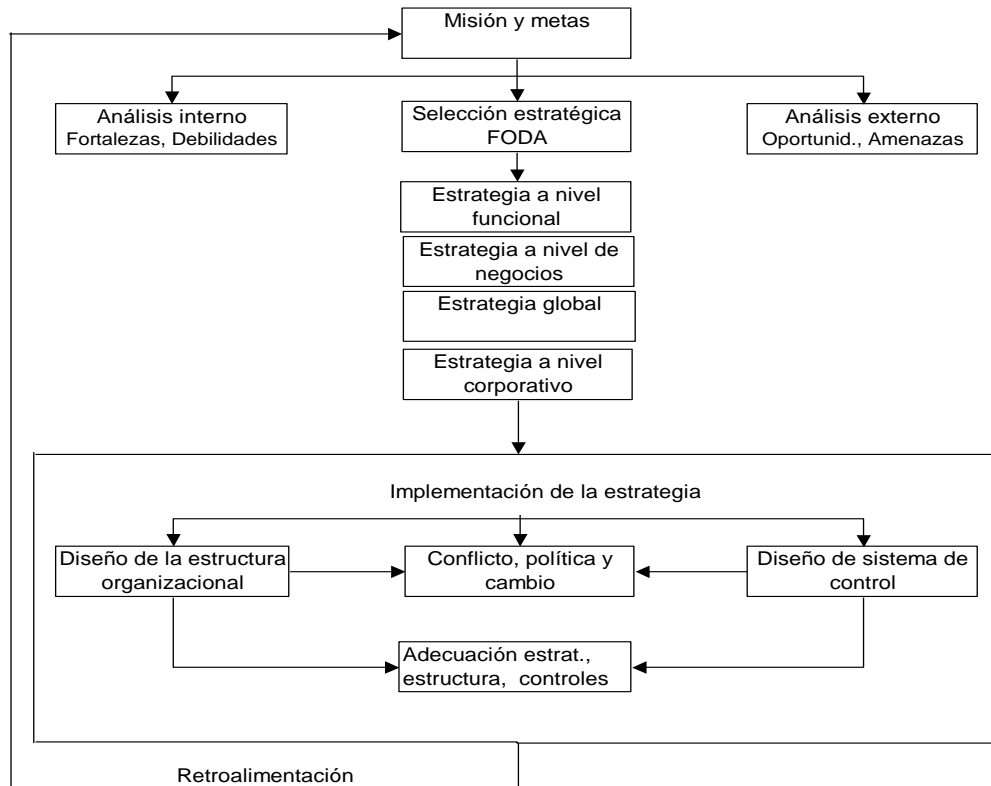 Misión y metas
Análisis interno
Fortalezas, Debilidades
Selección estratégica
FODA
Análisis externo
Oportunid., Amenazas
Estrategia a nivel
funcional
Estrategia a nivel de
negocios
Estrategia global
Estrategia a nivel
corporativo
Implementación de la estrategia
Diseño de la estructura
organizacional
Conflicto, política y
cambio
Diseño de sistema de
control
Adecuación estrat.,
estructura, controles
Retroalimentación